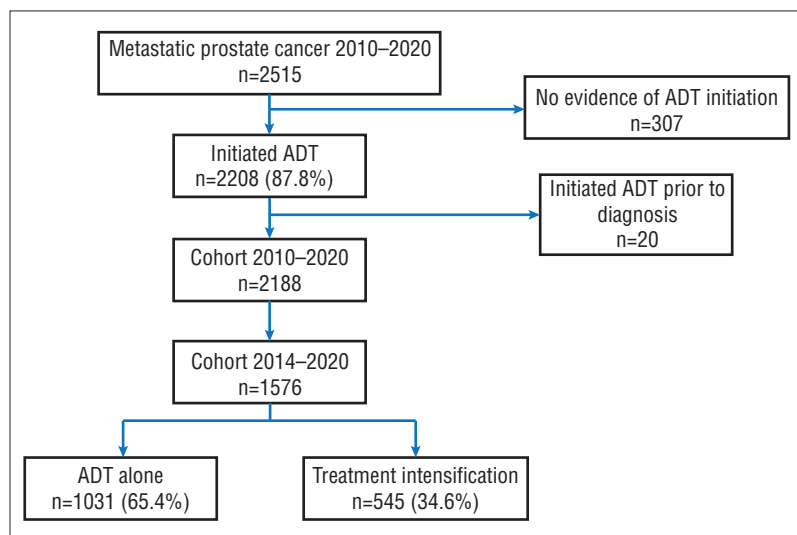 Metastatic prostate cancer 2010–2020
n=2515
No evidence of ADT initiation
n=307
Initiated ADT
n=2208 (87.8%)
Initiated ADT prior to
diagnosis
n=20
Cohort 2010–2020
n=2188
Cohort 2014–2020
n=1576
ADT alone
n=1031 (65.4%)
Treatment intensification
n=545 (34.6%)